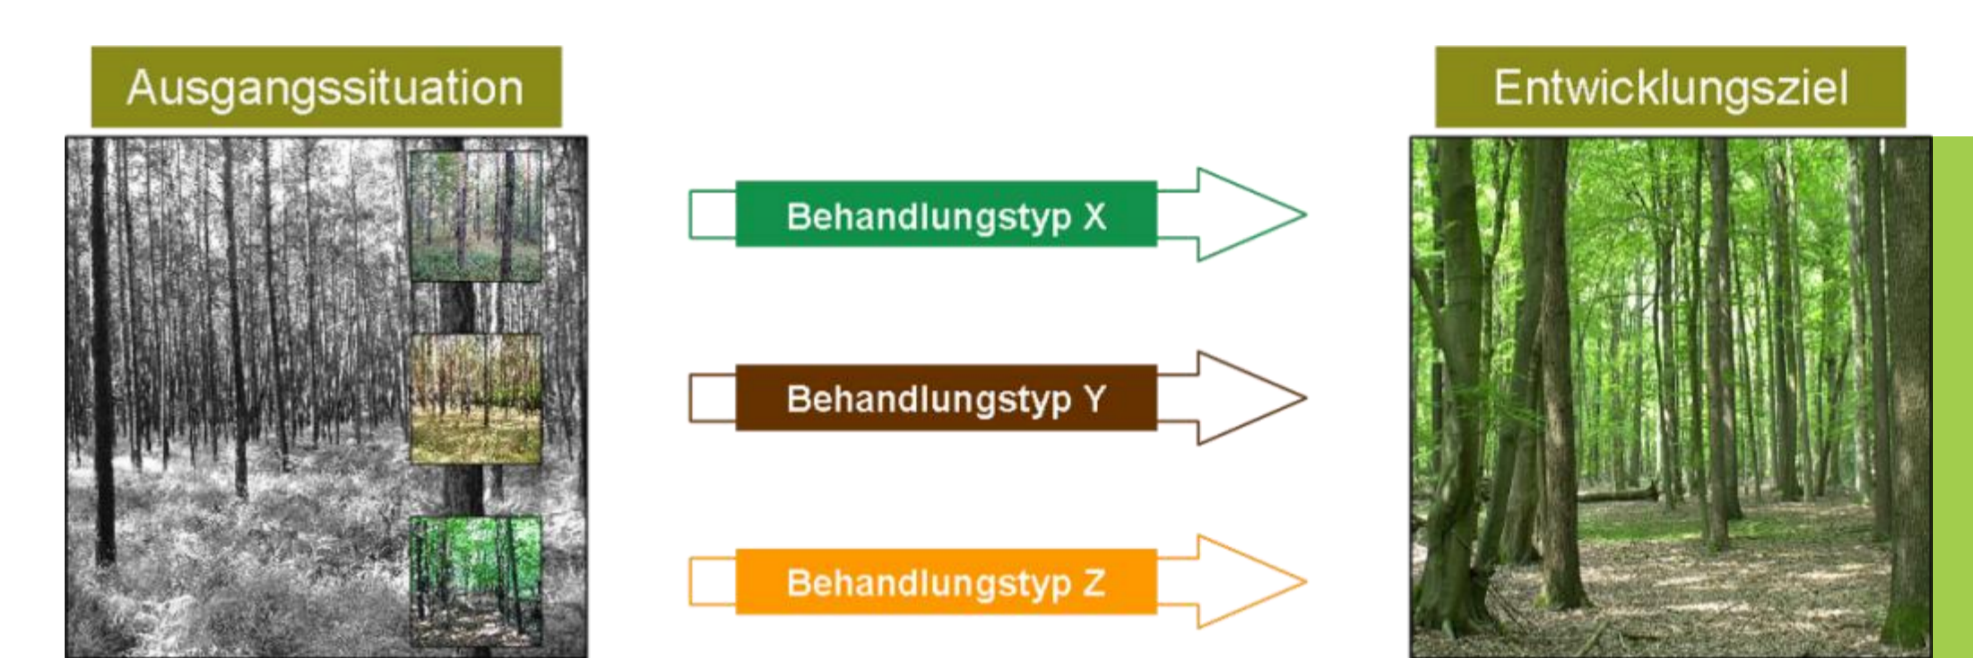 Ausgangssituation
Entwicklungsziel
Behandlungstyp X
Behandlungstyp Y
Behandlungstyp Z